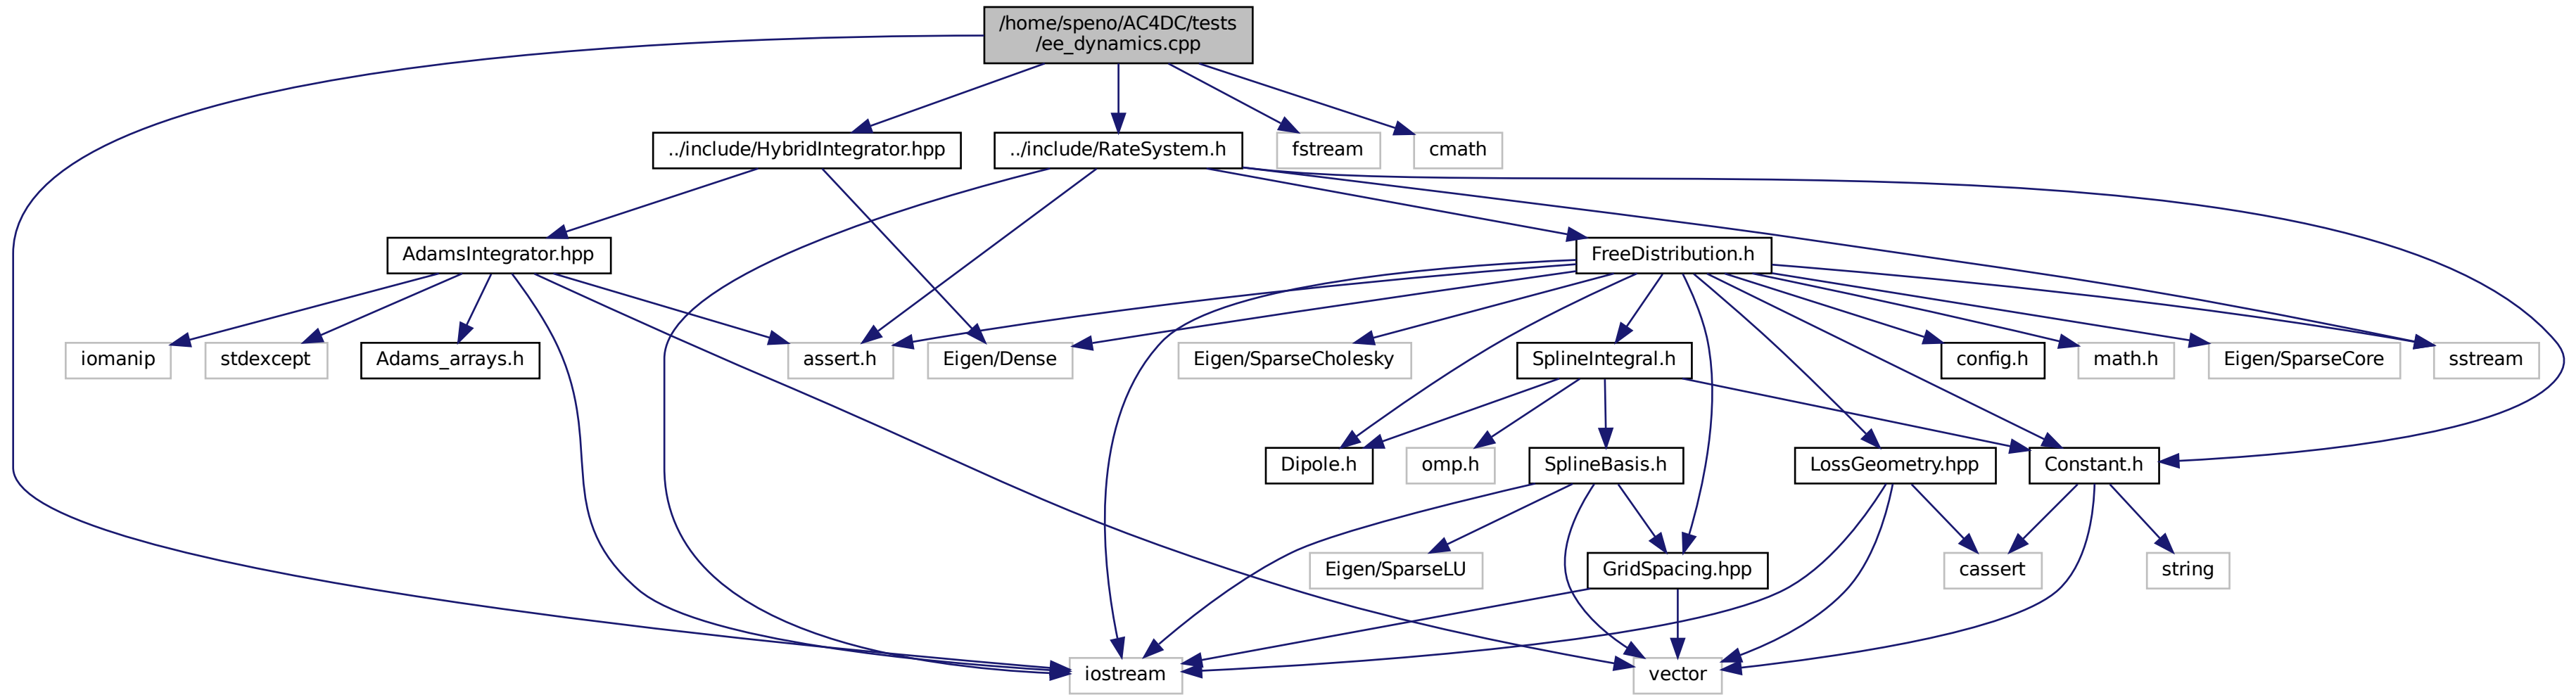 /home/speno/AC4DC/tests
/ee_dynamics.cpp
../include/HybridIntegrator.hpp
../include/RateSystem.h
fstream
cmath
AdamsIntegrator.hpp
FreeDistribution.h
iomanip
stdexcept
Adams_arrays.h
assert.h
Eigen/Dense
Eigen/SparseCholesky
SplineIntegral.h
config.h
math.h
Eigen/SparseCore
sstream
Dipole.h
omp.h
SplineBasis.h
LossGeometry.hpp
Constant.h
Eigen/SparseLU
GridSpacing.hpp
cassert
string
iostream
vector